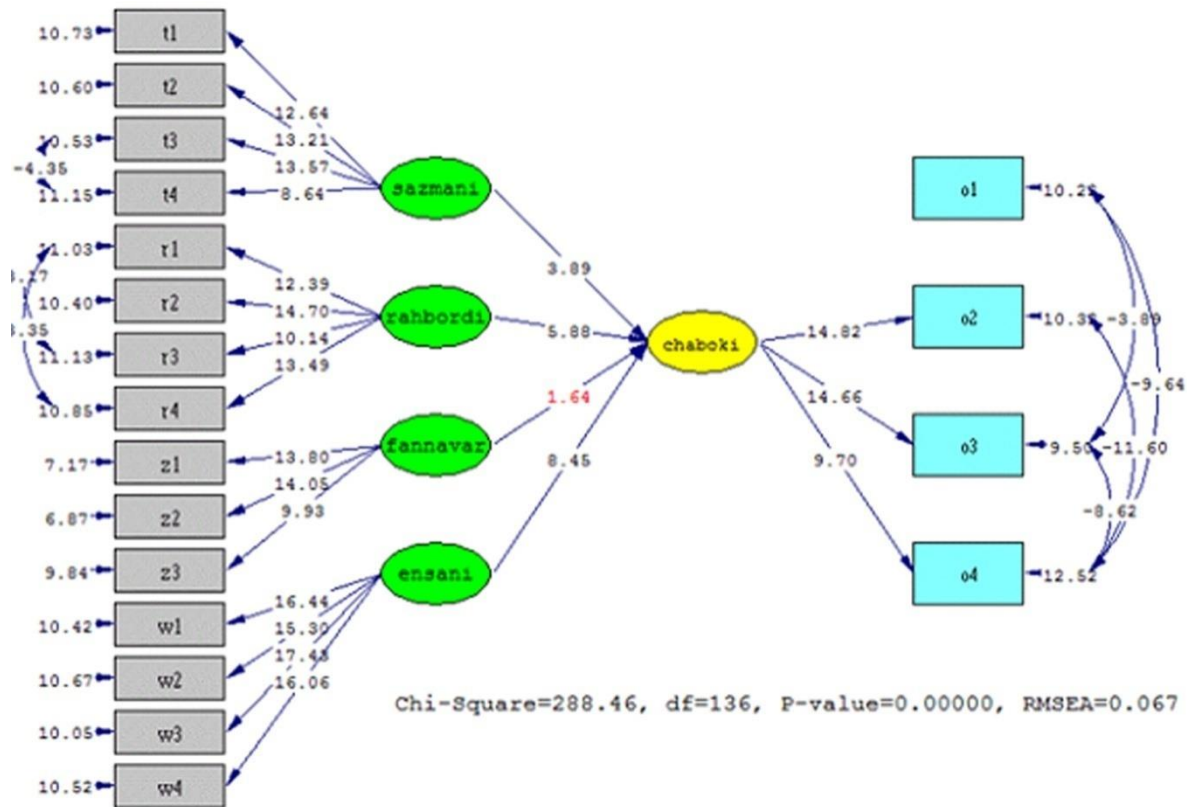 10.73 t1
10.60 t2
10.53 t3
-4.35
11.15 t4
11.03 r1
10.40 r2
11.13 r3
10.85 r4
7.17 z1
6.87 z2
9.84 z3
10.42 w1
10.67 w2
10.05 w3
10.52 w4
12.64
13.21
13.57
8.64
12.39
14.70
10.14
13.49
13.80
14.05
9.93
16.44
15.30
17.43
16.06
sazmani
rahbordi
fannavar
ensani
3.89
5.88
1.64
8.45
chaboki
14.82
14.66
9.70
o1
o2
o3 9.50
o4 12.52
-3.89
-9.64
-11.60
-8.62
Chi-Square=288.46, df=136, P-value=0.00000, RMSEA=0.067